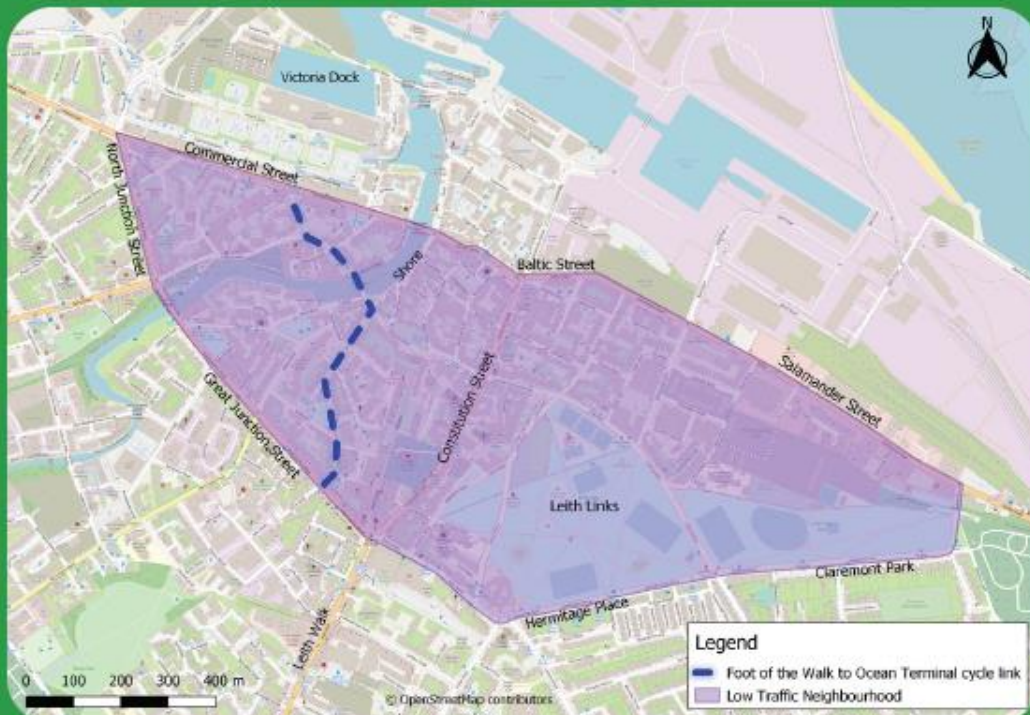 N
Victoria Dock
Commercial Street
North Junction Street
Shore
Baltic Street
Constitution Street
Salamander Street
Great Junction Street
Leith Links
Claremont Park
Hermitage Place
Leith Walk
Legend
Foot of the Walk to Ocean Terminal cycle link
Low Traffic Neighbourhood
0 100 200 300 400 m
© OpenStreetMap contributors